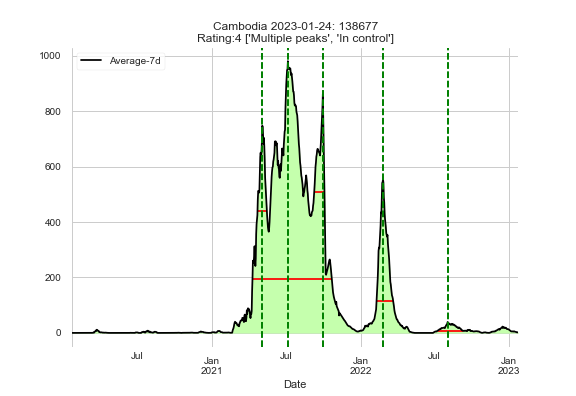 Cambodia 2023-01-24: 138677
Rating:4 ['Multiple peaks', 'In control']
Average-7d
1000
800
600
400
200
0
Jul
Jan
2021
Jul
Jan
2022
Jul
Jan
2023
Date